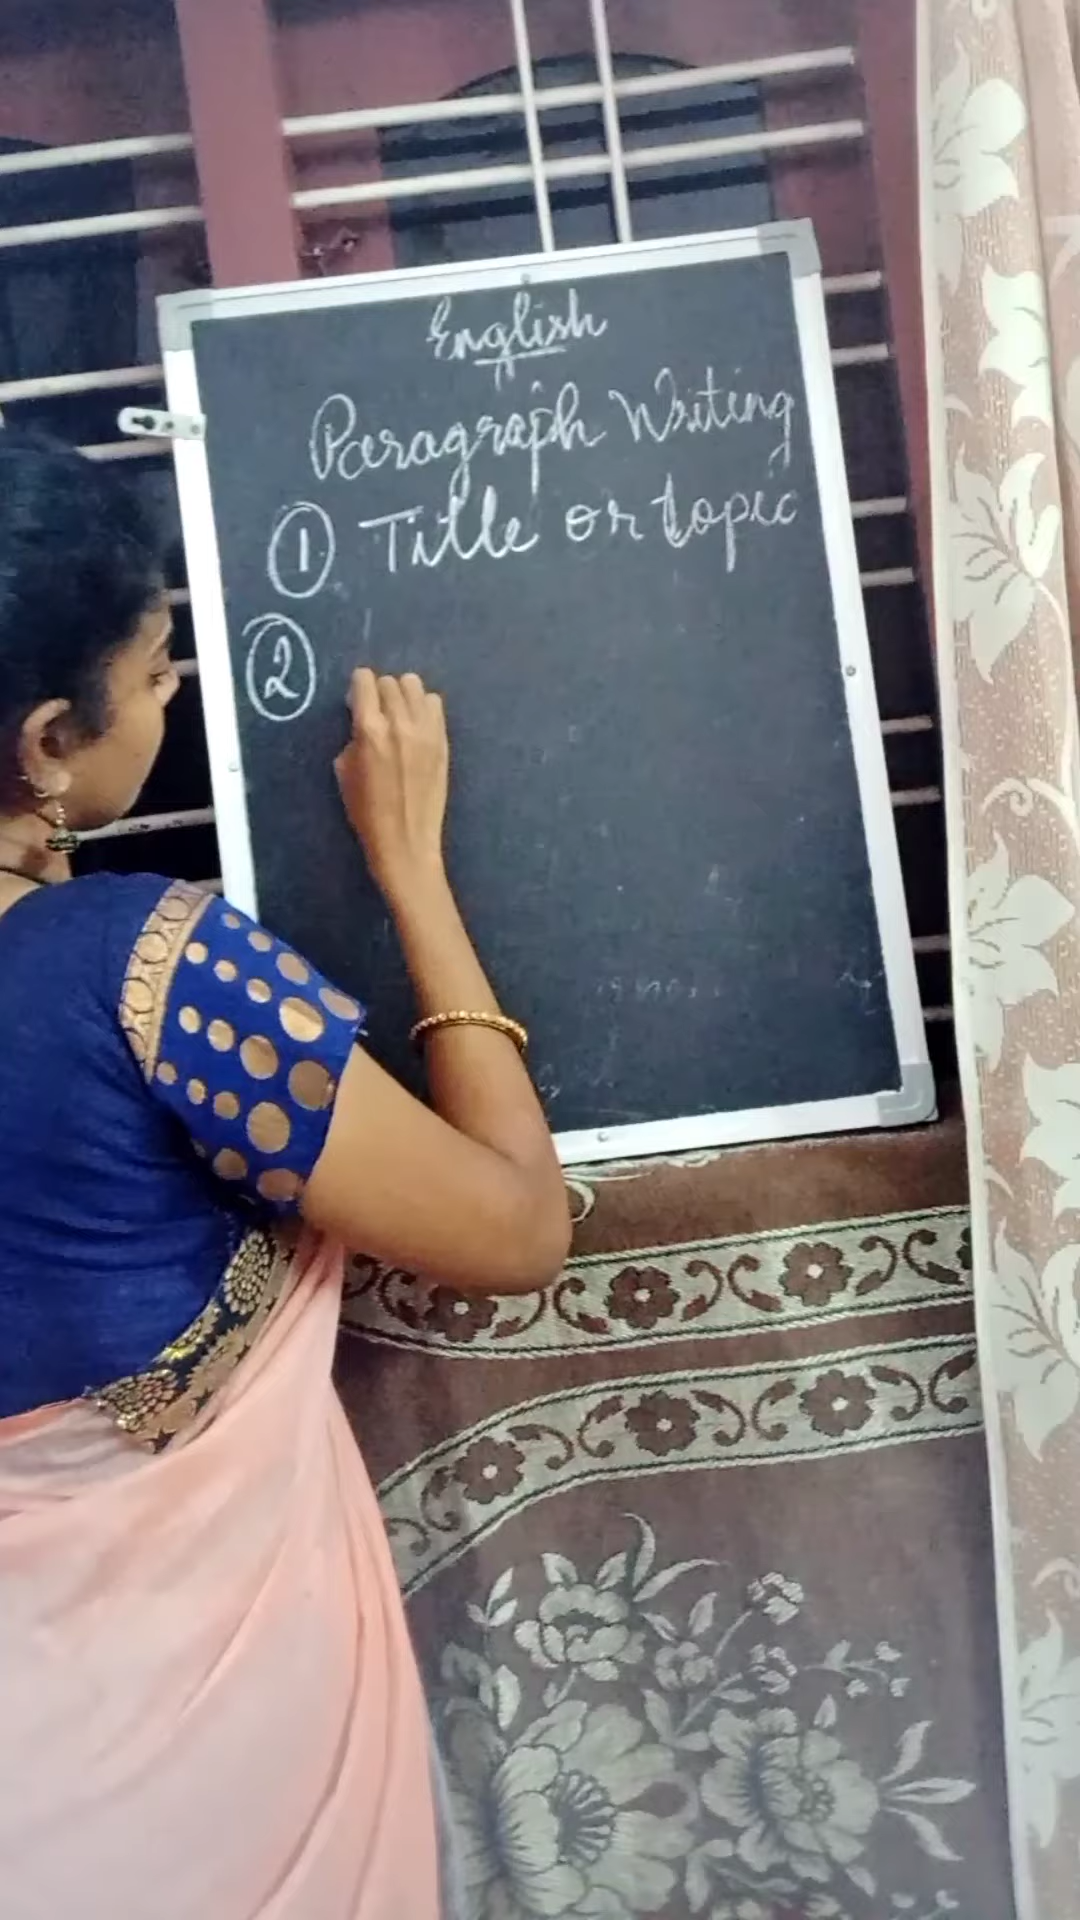 English
Paragraph Writing
① Title or topic
②